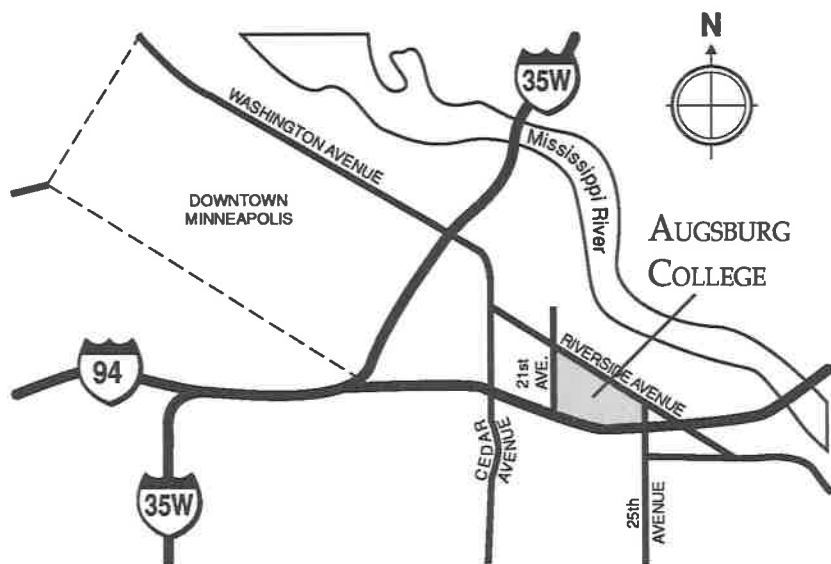 N
35W
WASHINGTON AVENUE
Mississippi River
DOWNTOWN
MINNEAPOLIS
AUGSBURG
COLLEGE
94
21st
AVE.
RIVERSIDE AVENUE
CEDAR
AVENUE
35W
25th
AVENUE